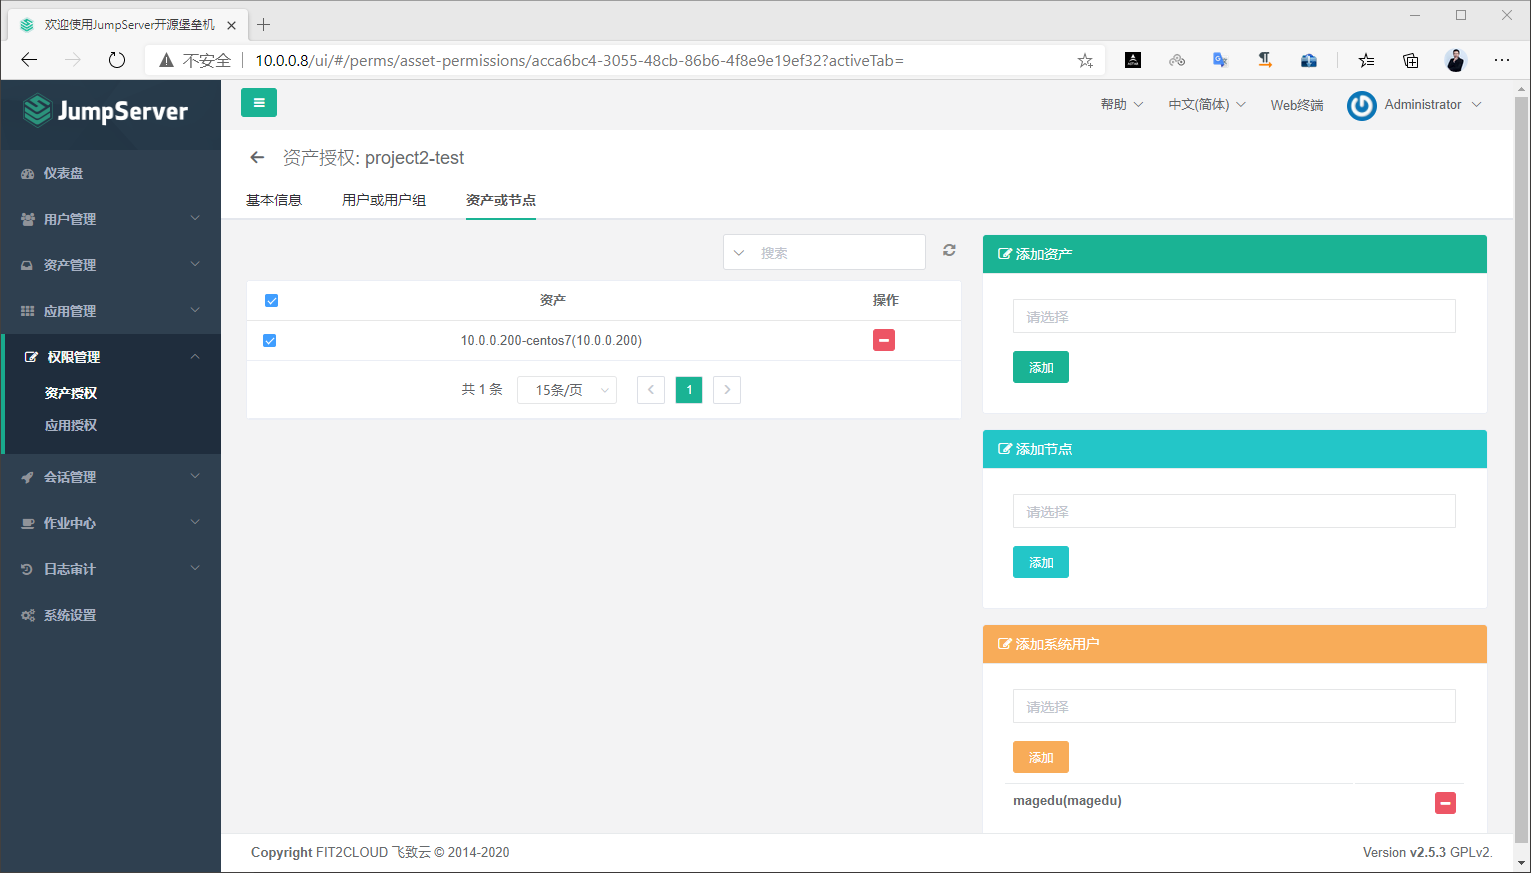 欢迎使用JumpServer开源堡垒机
不安全 10.0.0.8/ui/#/perms/asset-permissions/acca6bc4-3055-48cb-86b6-4f8e9e19ef32?activeTab=
JumpServer
帮助 中文(简体) Web终端 Administrator
仪表盘
用户管理
资产管理
应用管理
权限管理
资产授权
应用授权
会话管理
作业中心
日志审计
系统设置
资产授权: project2-test
基本信息 用户或用户组 资产或节点
搜索
资产 操作
10.0.0.200-centos7(10.0.0.200)
共 1 条 15条/页 1
添加资产
请选择
添加
添加节点
请选择
添加
添加系统用户
请选择
添加
magedu(magedu)
Copyright FIT2CLOUD 飞致云 © 2014-2020
Version v2.5.3 GPLv2.